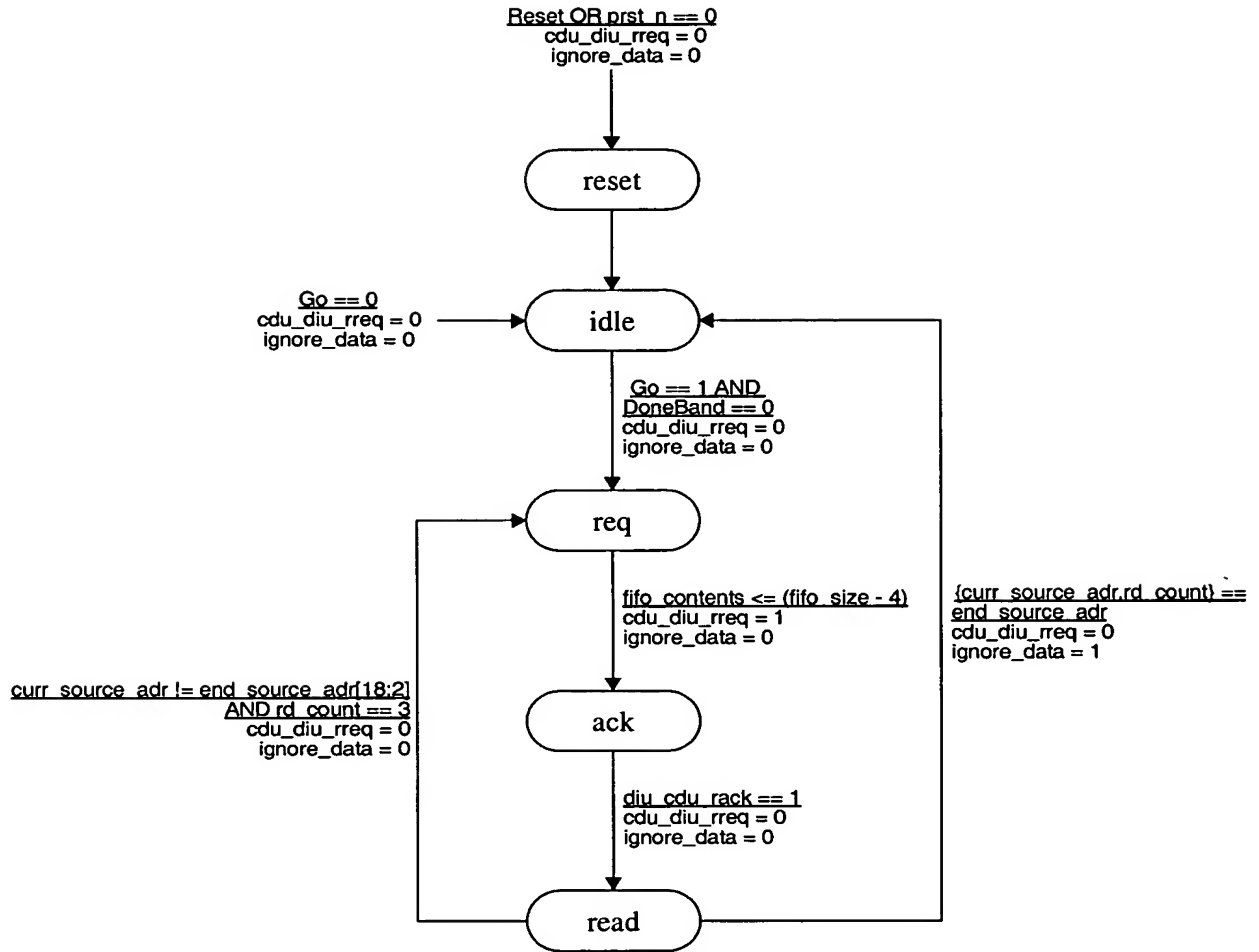 Reset OR prst_n == 0
cdu_diu_rreq = 0
ignore_data = 0
reset
Go == 0
cdu_diu_rreq = 0
ignore_data = 0
idle
Go == 1 AND
DoneBand == 0
cdu_diu_rreq = 0
ignore_data = 0
req
fifo_contents <= (fifo_size - 4)
cdu_diu_rreq = 1
ignore_data = 0
{curr_source_adr,rd_count} ==
end_source_adr
cdu_diu_rreq = 0
ignore_data = 1
curr_source_adr != end_source_adr[18:2]
AND rd_count == 3
cdu_diu_rreq = 0
ignore_data = 0
ack
diu_cdu_rack == 1
cdu_diu_rreq = 0
ignore_data = 0
read